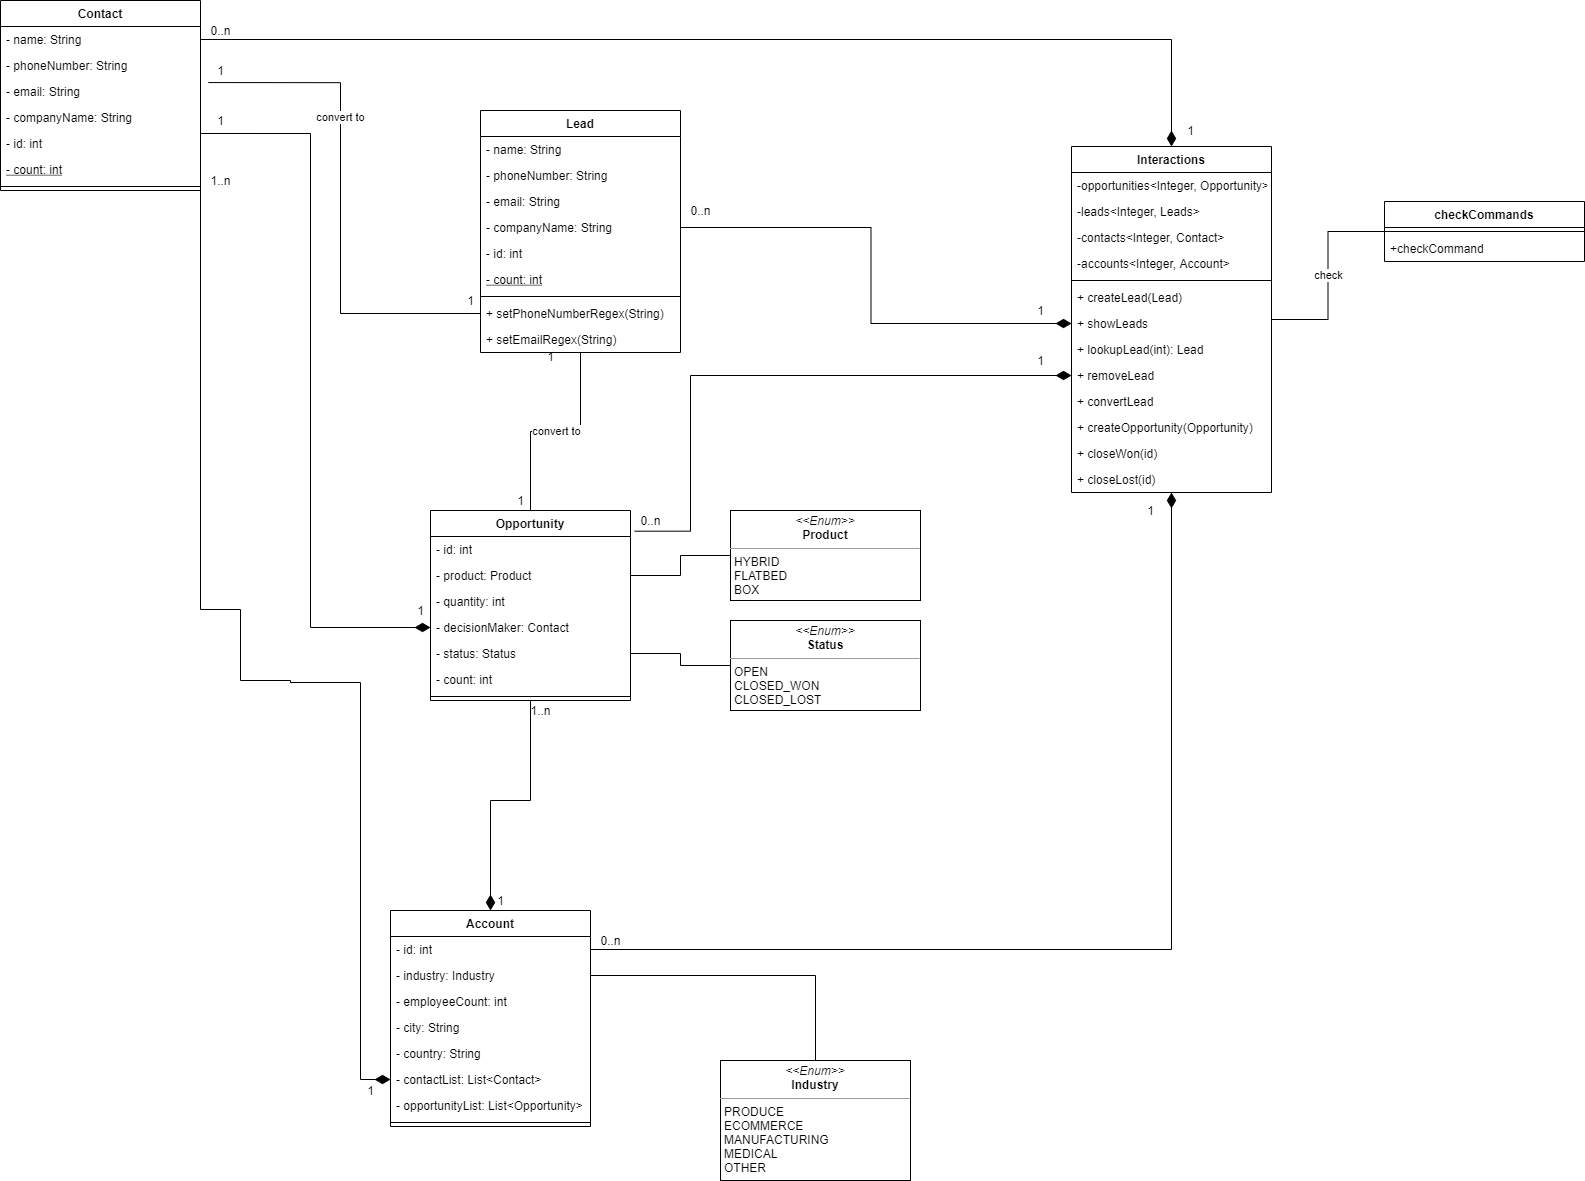 Contact
- name: String
- phoneNumber: String
- email: String
- companyName: String
- id: int
- count: int
0..n
1
convert to
1
1..n
Lead
- name: String
- phoneNumber: String
- email: String
- companyName: String
- id: int
- count: int
+ setPhoneNumberRegex(String)
+ setEmailRegex(String)
1
0..n
1
convert to
1
1
Interactions
-opportunities<Integer, Opportunity>
-leads<Integer, Leads>
-contacts<Integer, Contact>
-accounts<Integer, Account>
+ createLead(Lead)
+ showLeads
+ lookupLead(int): Lead
+ removeLead
+ convertLead
+ createOpportunity(Opportunity)
+ closeWon(id)
+ closeLost(id)
1
1
1
check
checkCommands
+checkCommand
Opportunity
- id: int
- product: Product
- quantity: int
- decisionMaker: Contact
- status: Status
- count: int
0..n
1
1..n
<<Enum>>
Product
HYBRID
FLATBED
BOX
<<Enum>>
Status
OPEN
CLOSED_WON
CLOSED_LOST
1
Account
- id: int
- industry: Industry
- employeeCount: int
- city: String
- country: String
- contactList: List<Contact>
- opportunityList: List<Opportunity>
0..n
1
<<Enum>>
Industry
PRODUCE
ECOMMERCE
MANUFACTURING
MEDICAL
OTHER